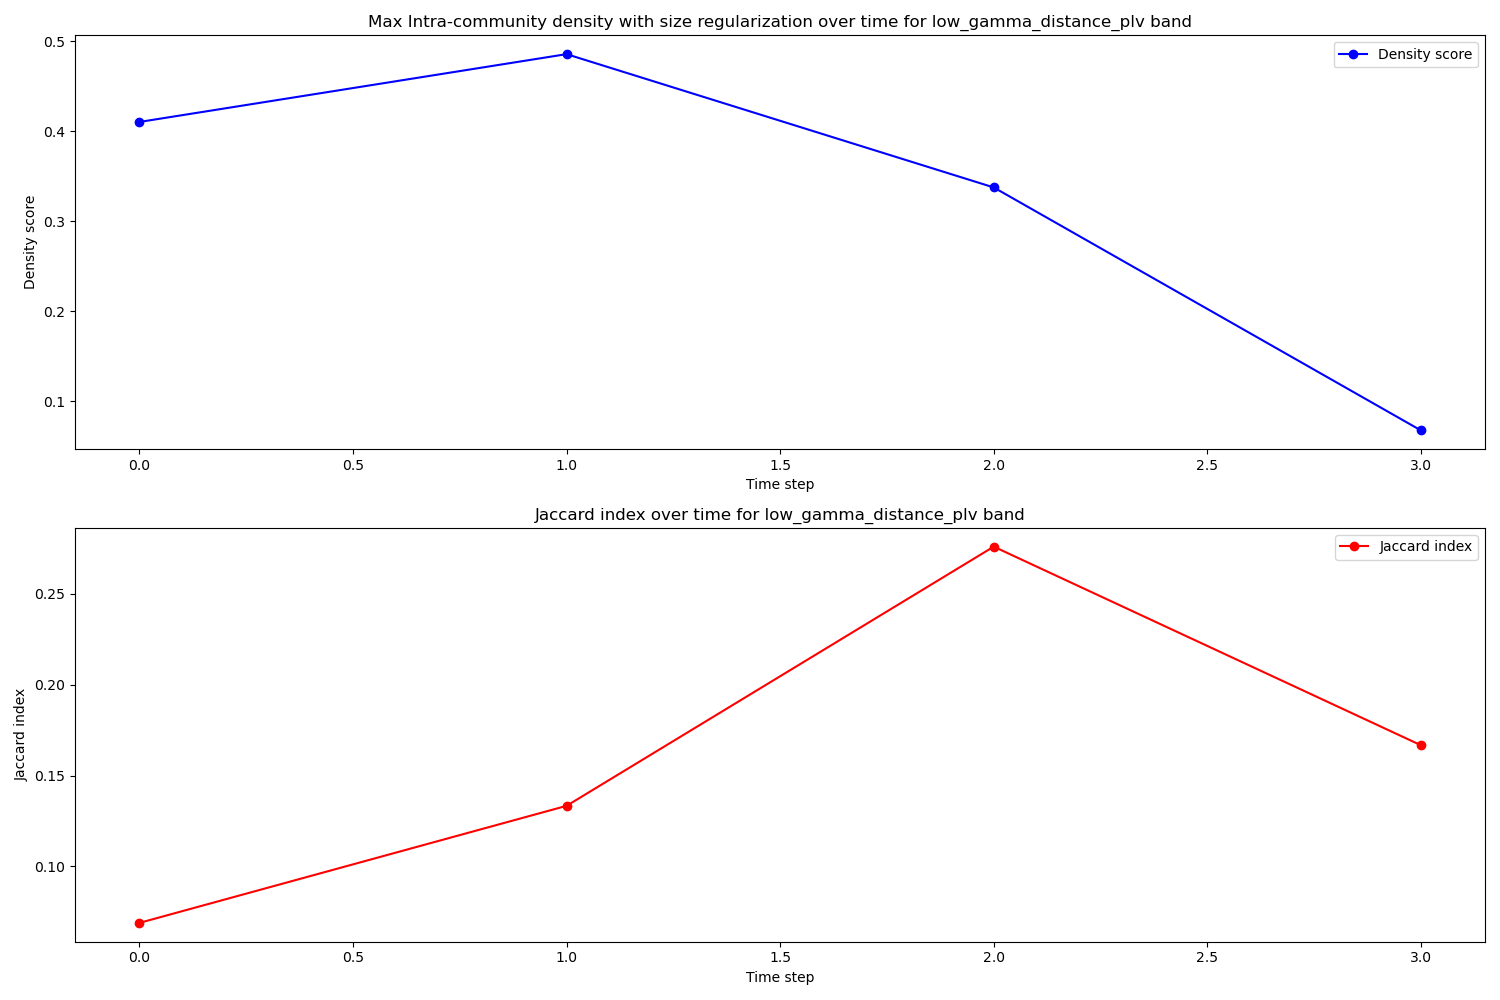 Max Intra-community density with size regularization over time for low_gamma_distance_plv band
Density score
0.5
0.4
0.3
0.2
0.1
Density score
0.0 0.5 1.0 1.5 2.0 2.5 3.0
Time step
Jaccard index over time for low_gamma_distance_plv band
Jaccard index
0.25
0.20
0.15
0.10
Jaccard index
0.0 0.5 1.0 1.5 2.0 2.5 3.0
Time step